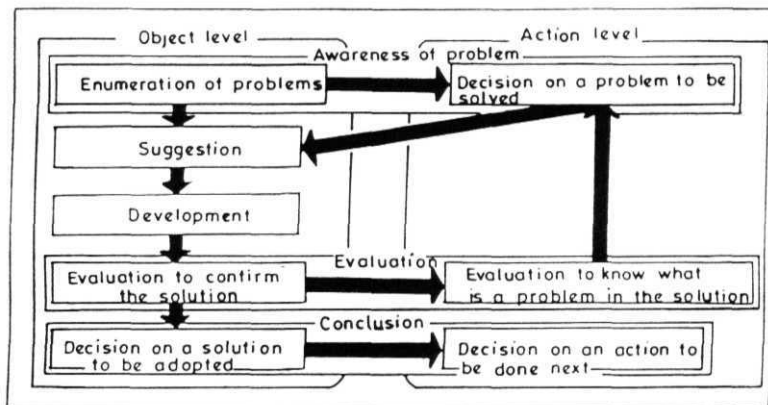 Object level
Action level
Awareness of problem
Enumeration of problems
Decision on a problem to be
solved
Suggestion
Development
Evaluation
Evaluation to confirm
the solution
Evaluation to know what
is a problem in the solution
Conclusion
Decision on a solution
to be adopted
Decision on an action to
be done next